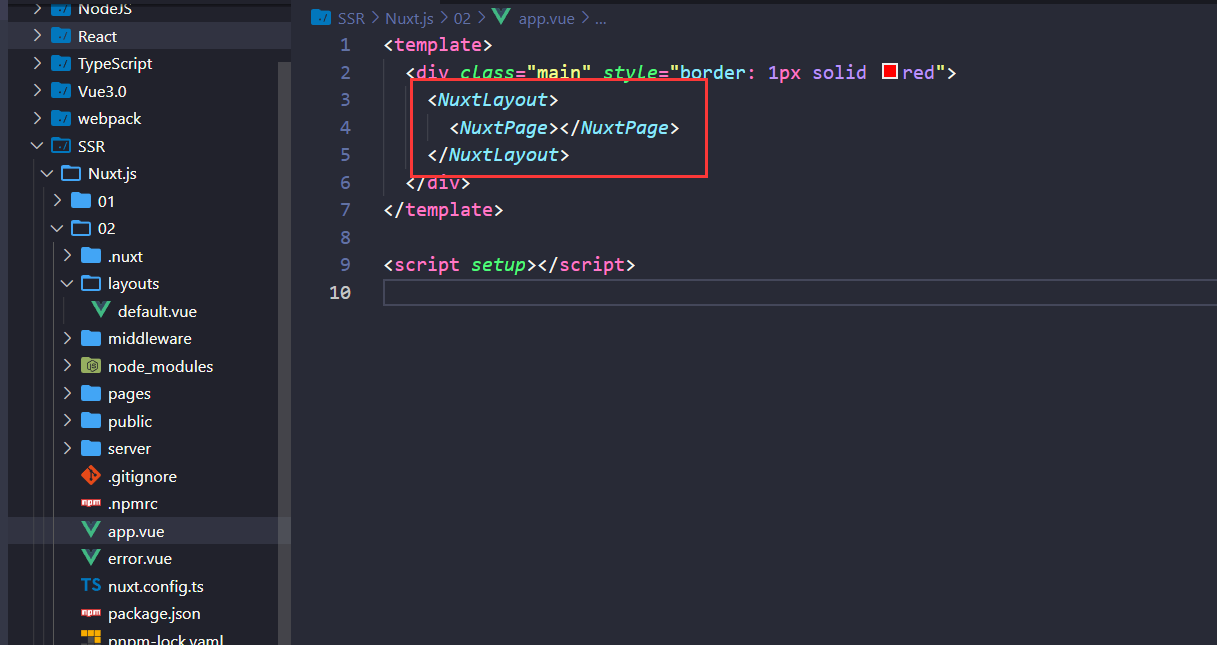 NodeJS
React
TypeScript
Vue3.0
webpack
SSR
Nuxt.js
01
02
.nuxt
layouts
default.vue
middleware
node_modules
pages
public
server
.gitignore
.npmrc
app.vue
error.vue
TS nuxt.config.ts
package.json
pnpm-lock.yaml
SSR > Nuxt.js > 02 > app.vue > ...
1 <template>
2 <div class="main" style="border: 1px solid red">
3 <NuxtLayout>
4 <NuxtPage></NuxtPage>
5 </NuxtLayout>
6 </div>
7 </template>
8
9 <script setup></script>
10